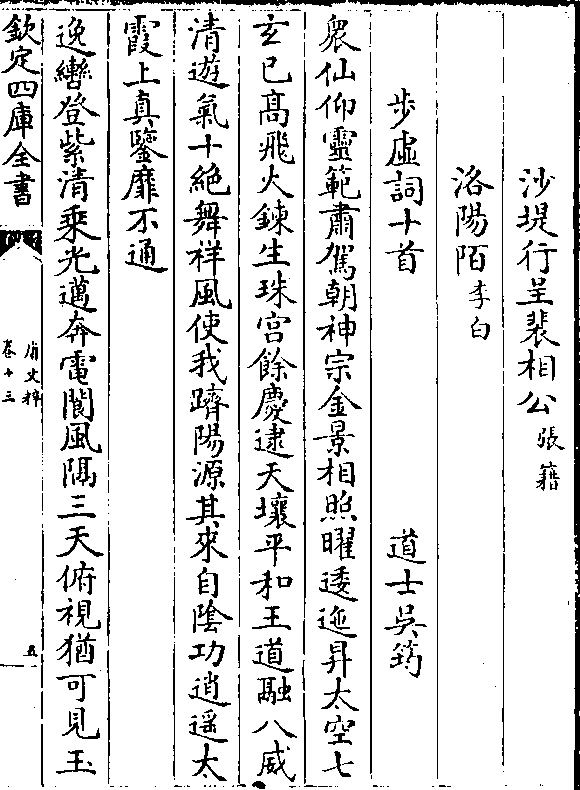 沙堤行呈裴相公張籍
洛陽陌李白
步虛詞十首道士吳筠
衆仙仰靈範肅駕朝神宗金景相照曜逶迤昇太空七
玄已髙飛火鍊生珠宫餘慶逮天壤平和王道融八威
清遊氣十絶舞祥風使我躋陽源其來自陰功逍遥太
霞上真鑒靡不通
逸轡登紫清乘光邁奔電閬風隔三天俯視猶可見玉
欽定四庫全書
唐文粹
卷十三
五